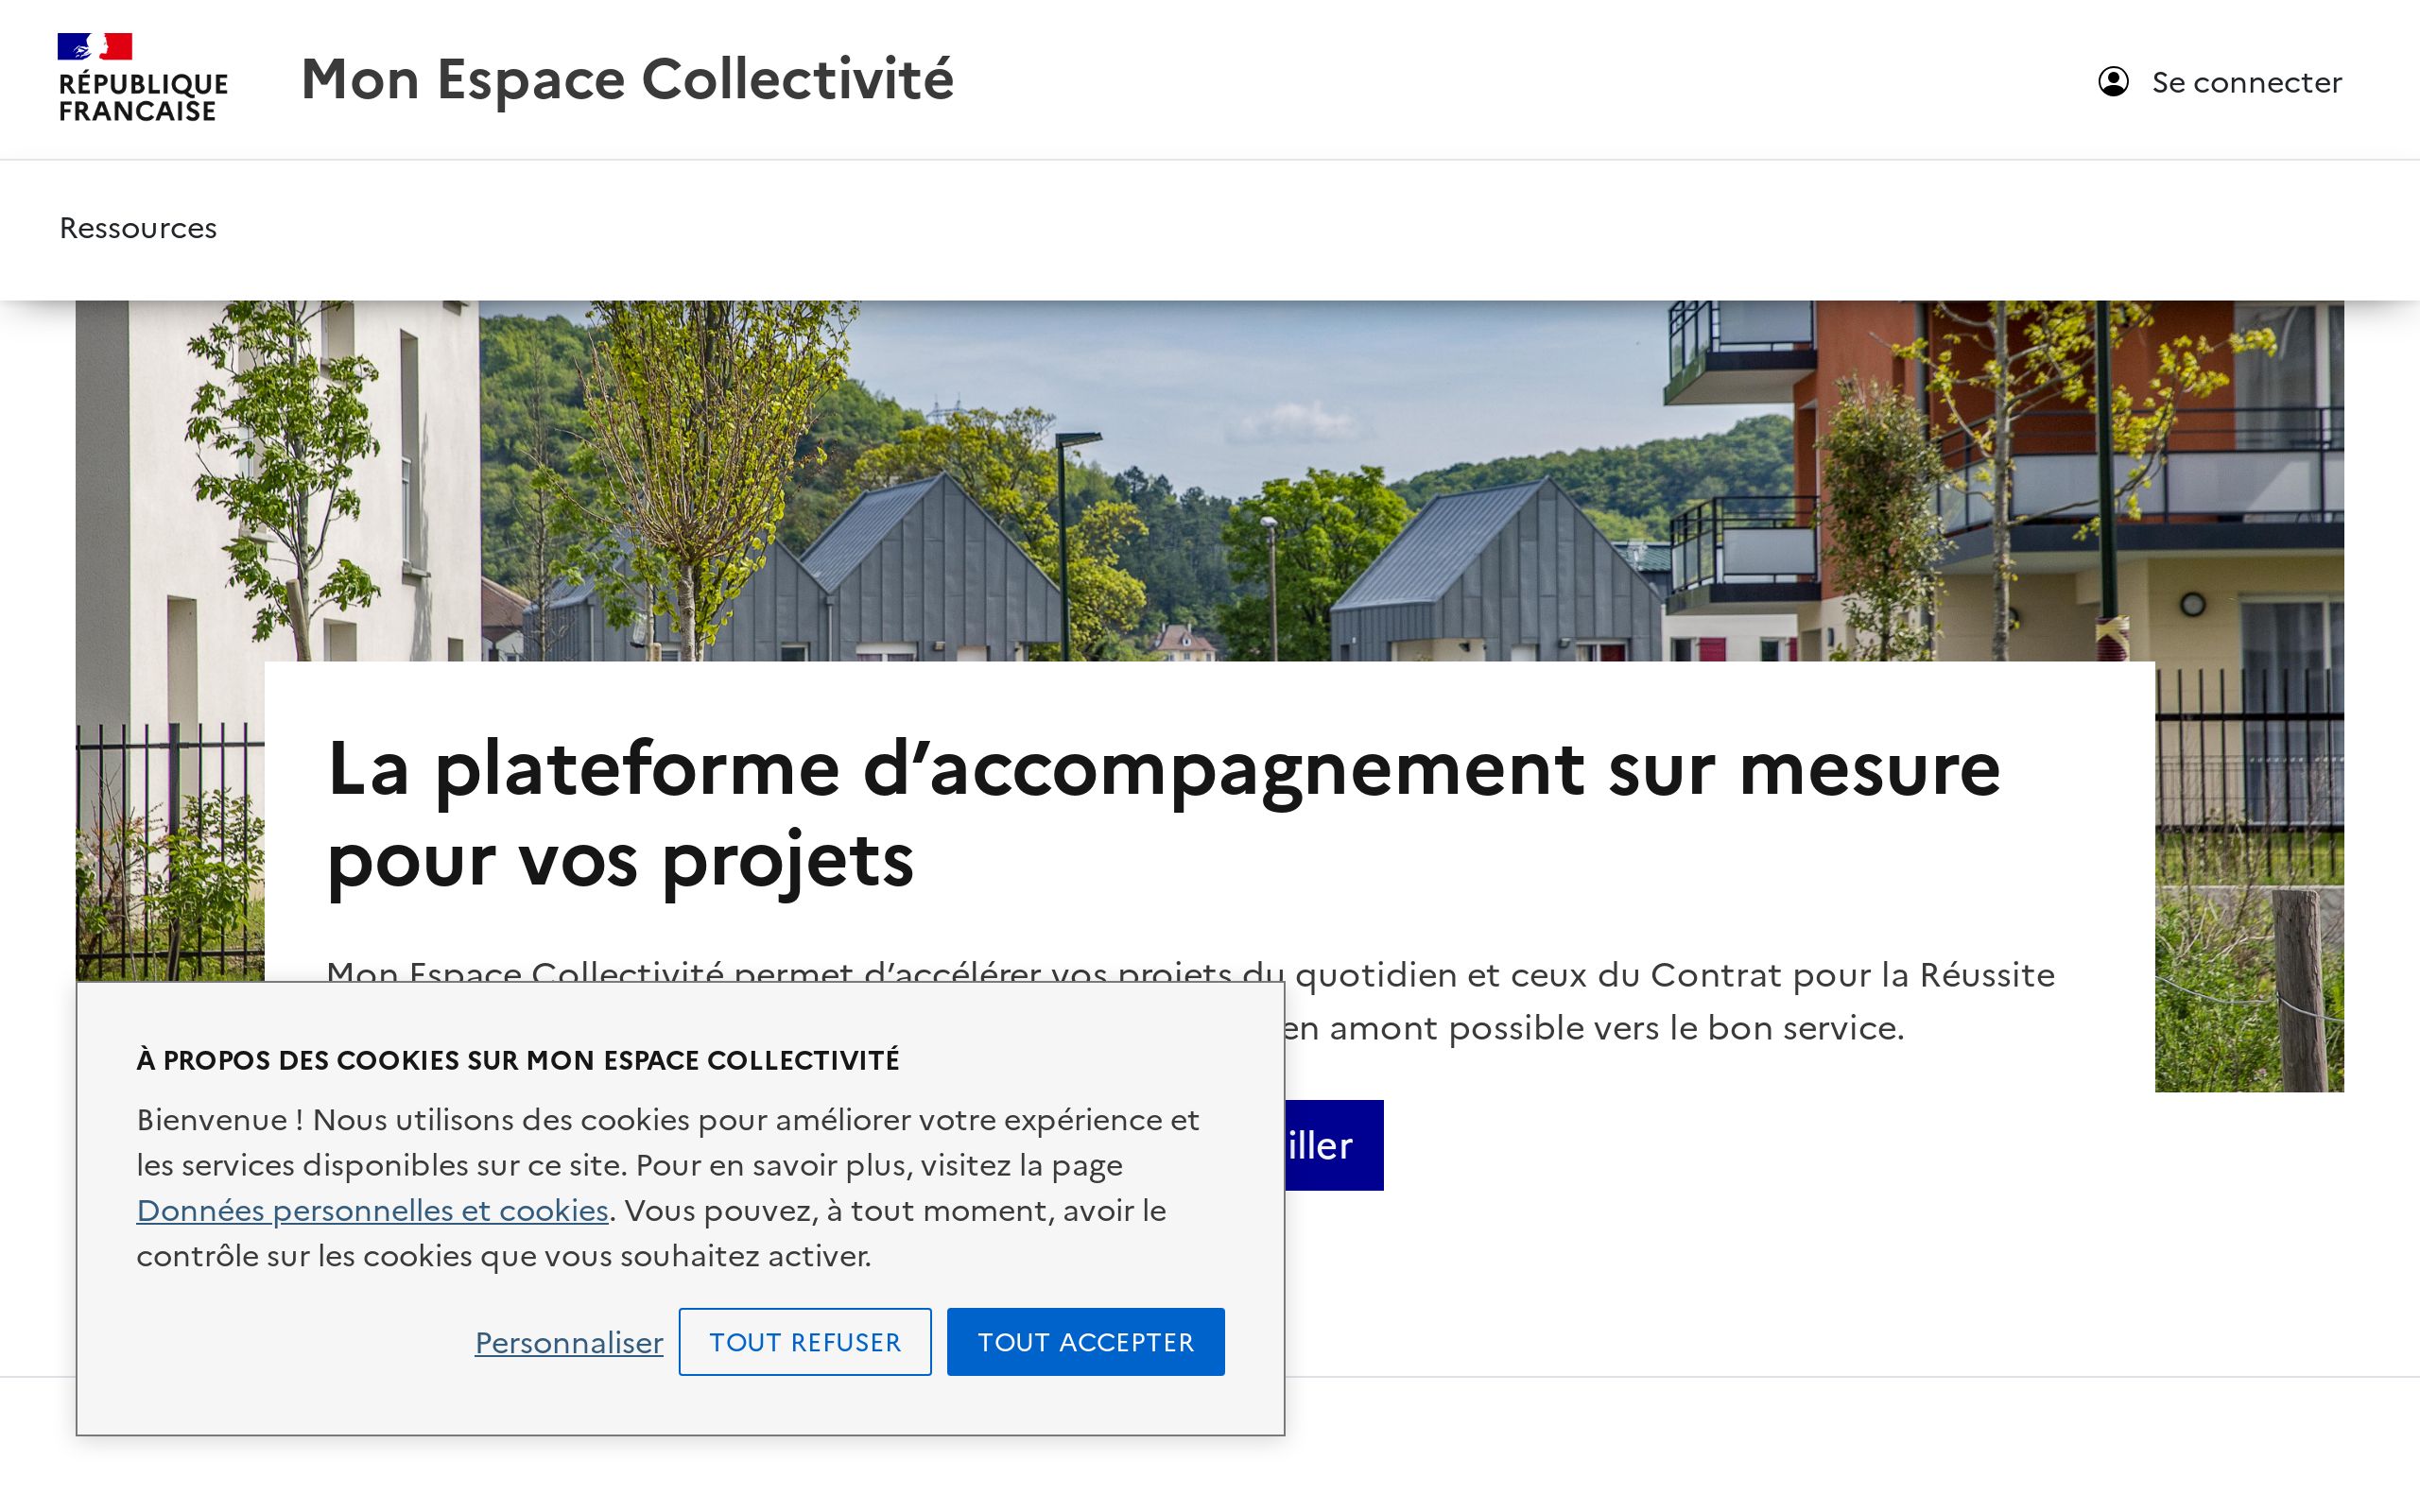 RÉPUBLIQUE
FRANCAISE
Mon Espace Collectivité
Se connecter
Ressources
La plateforme d’accompagnement sur mesure
pour vos projets
Mon Espace Collectivité permet d’accélérer vos projets du quotidien et ceux du Contrat pour la Réussite
en amont possible vers le bon service.
iller
À PROPOS DES COOKIES SUR MON ESPACE COLLECTIVITÉ
Bienvenue ! Nous utilisons des cookies pour améliorer votre expérience et
les services disponibles sur ce site. Pour en savoir plus, visitez la page
Données personnelles et cookies. Vous pouvez, à tout moment, avoir le
contrôle sur les cookies que vous souhaitez activer.
Personnaliser
TOUT REFUSER
TOUT ACCEPTER